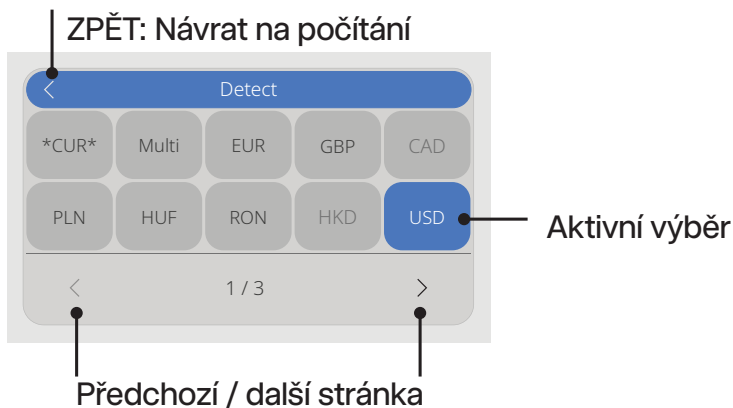 ZPĚT: Návrat na počítání
Detect
*CUR* Multi EUR GBP CAD
PLN HUF RON HKD USD
Aktivní výběr
1 / 3
Předchozí / další stránka